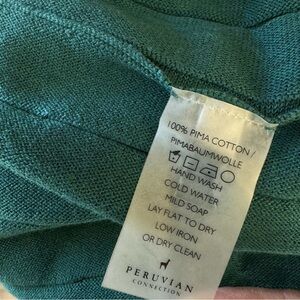 100% PIMA COTTON /
PIMABAUMWOLLE
HAND WASH
COLD WATER
MILD SOAP
LAY FLAT TO DRY
LOW IRON
OR DRY CLEAN
PERUVIAN
CONNECTION